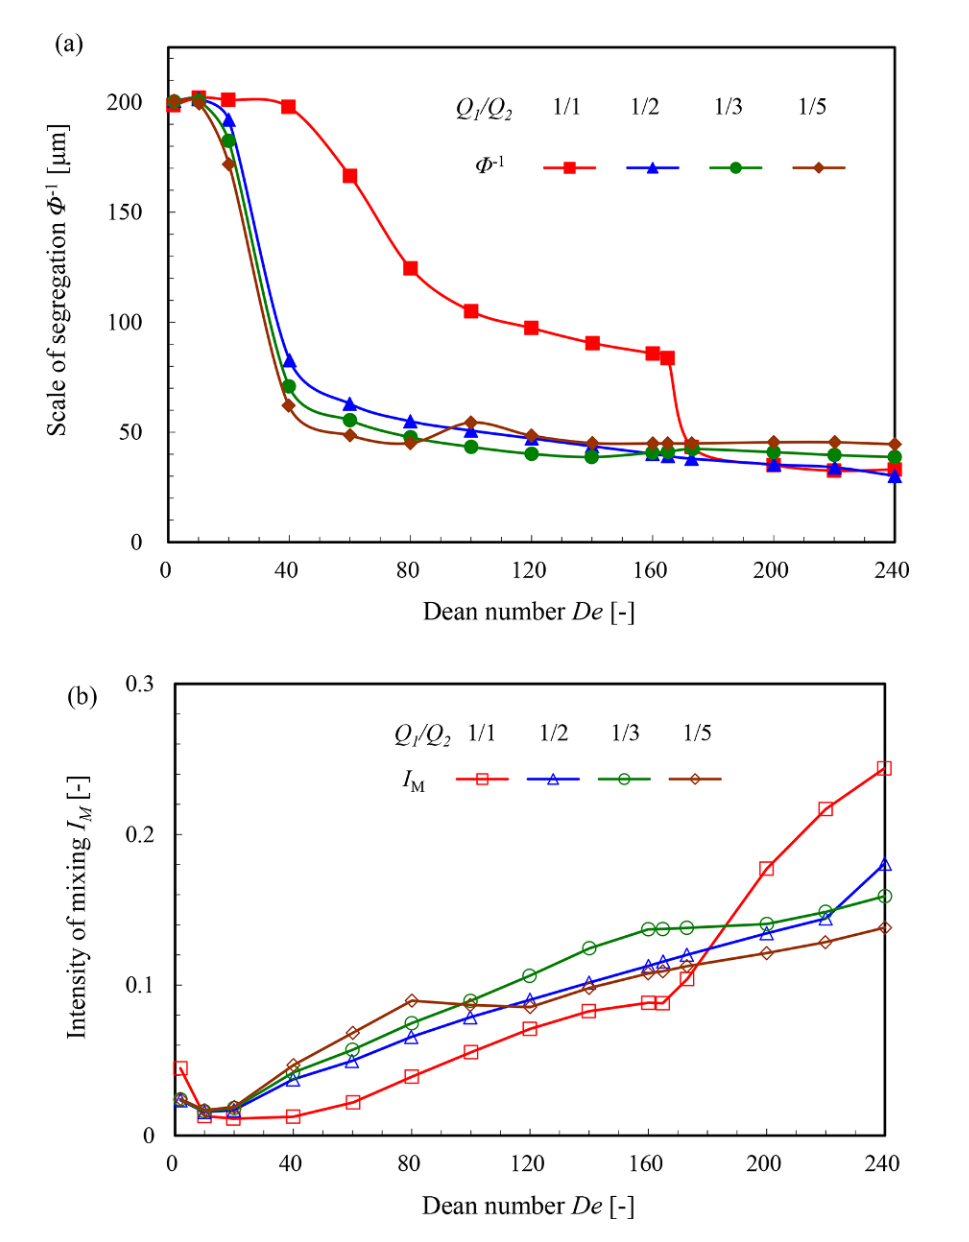 (a)
200
150
100
50
0
Scale of segregation Φ-1 [μm]
Q1/Q2 1/1 1/2 1/3 1/5
Φ-1
0 40 80 120 160 200 240
Dean number De [-]
(b)
0.3
0.2
0.1
0
Intensity of mixing IM [-]
Q1/Q2 1/1 1/2 1/3 1/5
IM
0 40 80 120 160 200 240
Dean number De [-]